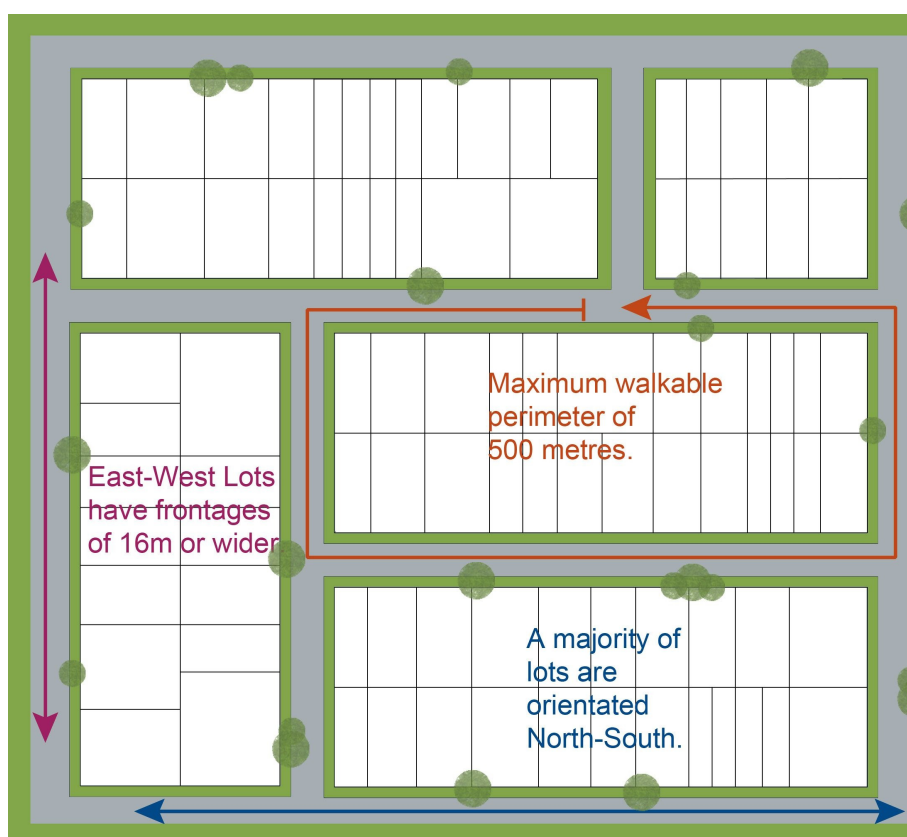 Maximum walkable
perimeter of
500 metres.
East-West Lots
have frontages
of 16m or wider
A majority of
lots are
orientated
North-South.